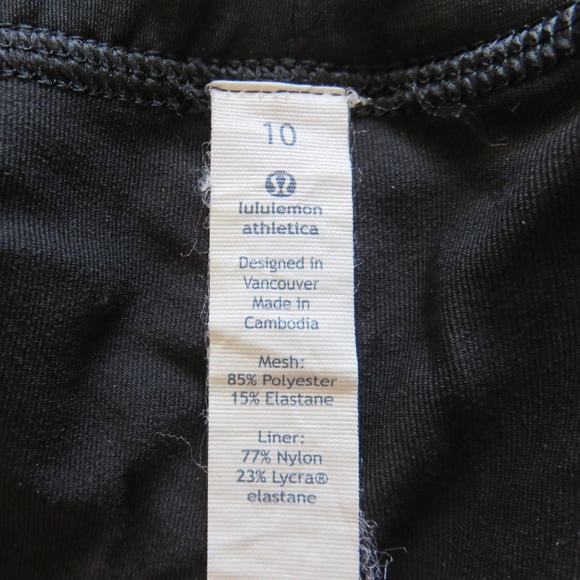 10
lululemon
athletica
Designed in
Vancouver
Made in
Cambodia
Mesh:
85% Polyester
15% Elastane
Liner:
77% Nylon
23% Lycra®
elastane